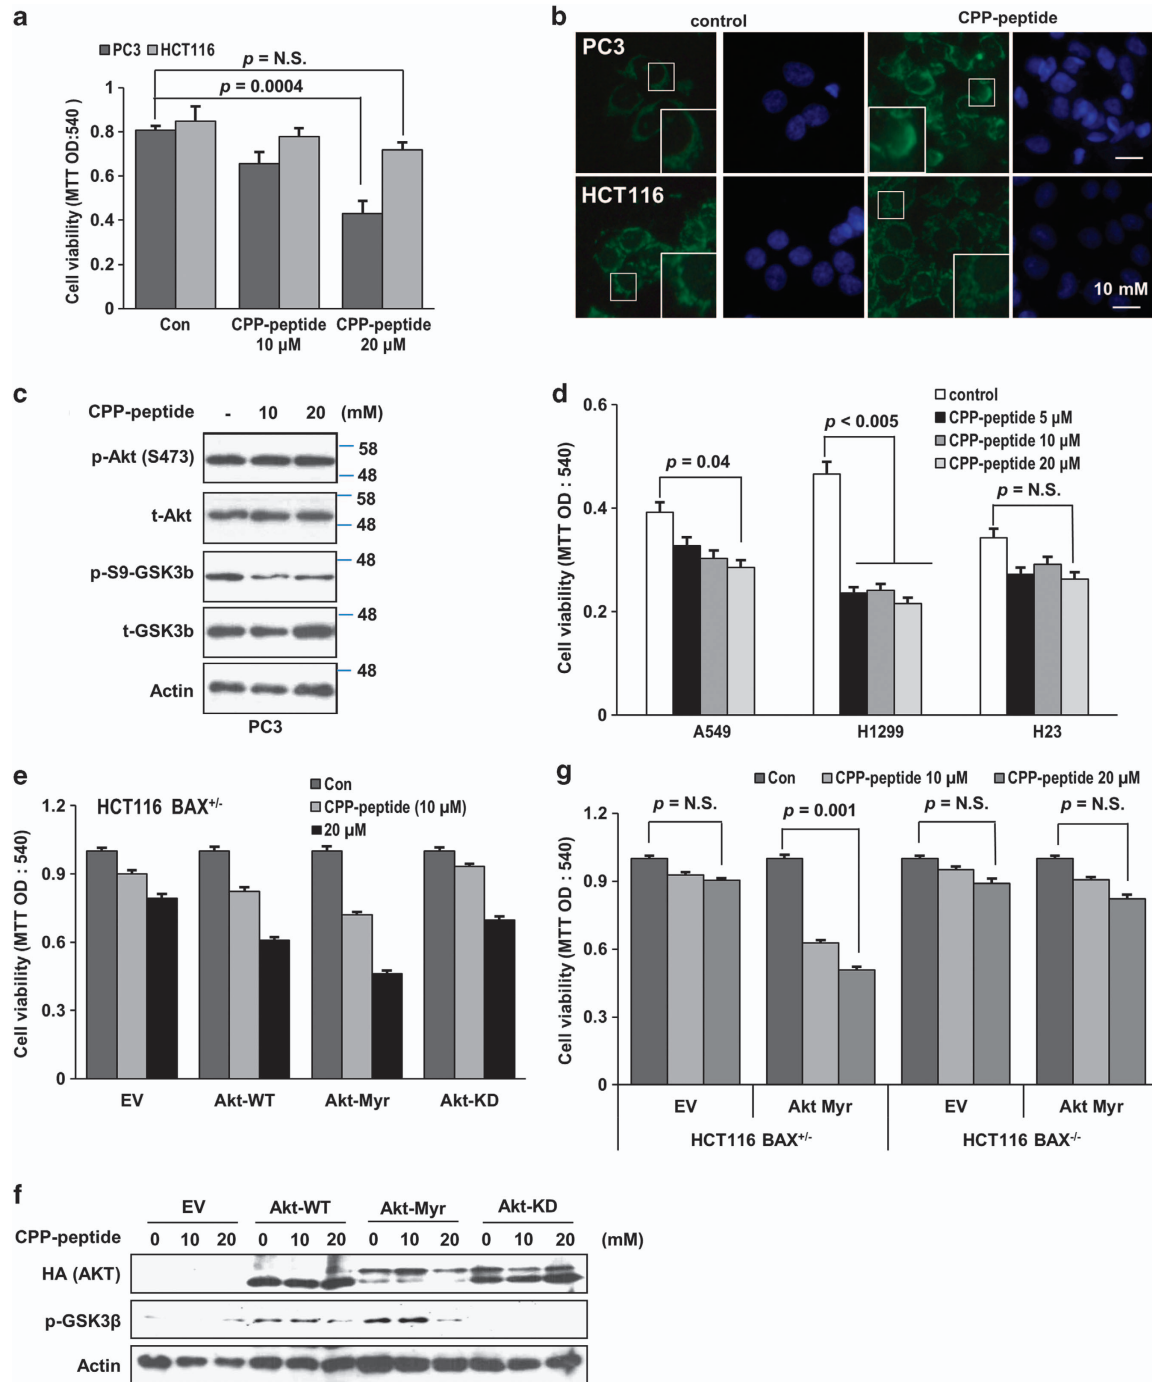 a
PC3 HCT116
p = N.S.
p = 0.0004
Cell viability (MTT OD:540 )
1
0.8
0.6
0.4
0.2
0
Con
CPP-peptide
10 µM
CPP-peptide
20 µM
b
control CPP-peptide
PC3
HCT116
10 mM
c
CPP-peptide - 10 20 (mM)
p-Akt (S473)
58
48
t-Akt
58
48
p-S9-GSK3b
48
t-GSK3b
48
Actin
48
PC3
d
control
CPP-peptide 5 µM
CPP-peptide 10 µM
CPP-peptide 20 µM
p = 0.04
p < 0.005
p = N.S.
Cell viability (MTT OD : 540)
0.6
0.4
0.2
0
A549 H1299 H23
e
HCT116 BAX+/-
Con
CPP-peptide (10 µM)
20 µM
Cell viability (MTT OD : 540)
1.2
0.9
0.6
0.3
0
EV Akt-WT Akt-Myr Akt-KD
g
Con CPP-peptide 10 µM CPP-peptide 20 µM
p = N.S. p = 0.001 p = N.S. p = N.S.
Cell viability (MTT OD : 540)
1.2
0.9
0.6
0.3
0
EV Akt Myr EV Akt Myr
HCT116 BAX+/- HCT116 BAX-/-
f
EV Akt-WT Akt-Myr Akt-KD
CPP-peptide 0 10 20 0 10 20 0 10 20 0 10 20 (mM)
HA (AKT)
p-GSK3β
Actin